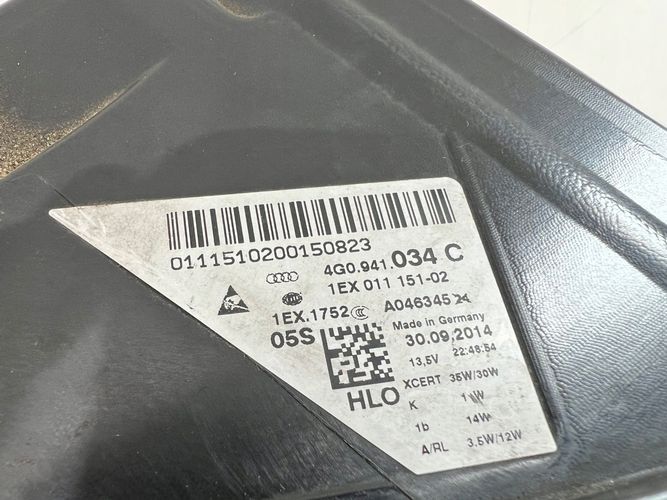 0111510200150823
4G0.941.034 C
1EX 011 151-02
1EX.1752 A046345
05S Made in Germany
30.09.2014
13,5V 22:48:54
XCERT 35W/30W
HLO
K
1b 14W
A/RL 3,5W/12W